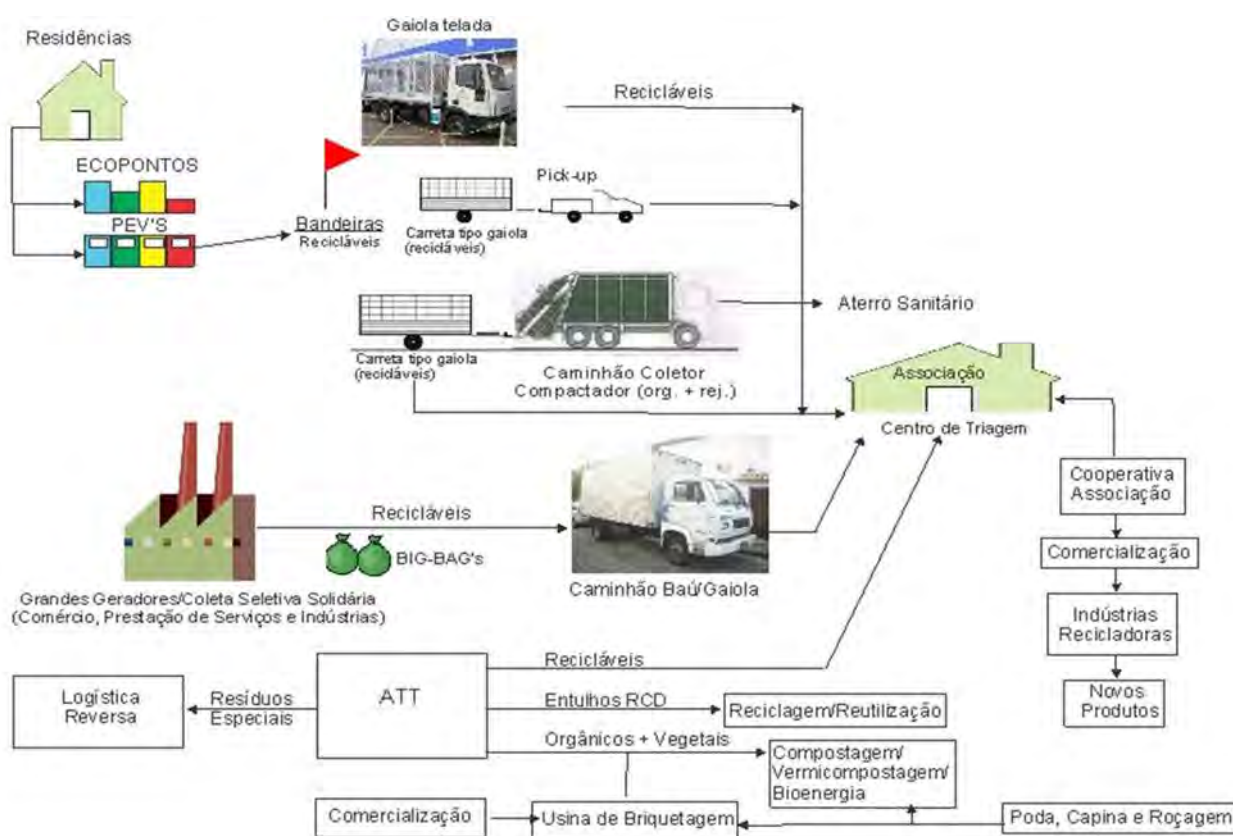 Gaiola telada
Residências
Recicláveis
ECOPONTOS
PEV'S
Bandeiras
Recicláveis
Pick-up
Carreta tipo gaiola
(recicláveis)
Aterro Sanitário
Carreta tipo gaiola
(recicláveis)
Caminhão Coletor
Compactador (org. + rej.)
Associação
Centro de Triagem
Cooperativa
Associação
Comercialização
Indústrias
Recicladoras
Novos
Produtos
Recicláveis
BIG-BAG's
Caminhão Baú/Gaiola
Grandes Geradores/Coleta Seletiva Solidária
(Comércio, Prestação de Serviços e Indústrias)
Logística
Reversa
Resíduos
Especiais
ATT
Recicláveis
Entulhos RCD
Reciclagem/Reutilização
Orgânicos + Vegetais
Compostagem/
Vermicompostagem/
Bioenergia
Comercialização
Usina de Briquetagem
Poda, Capina e Roçagem